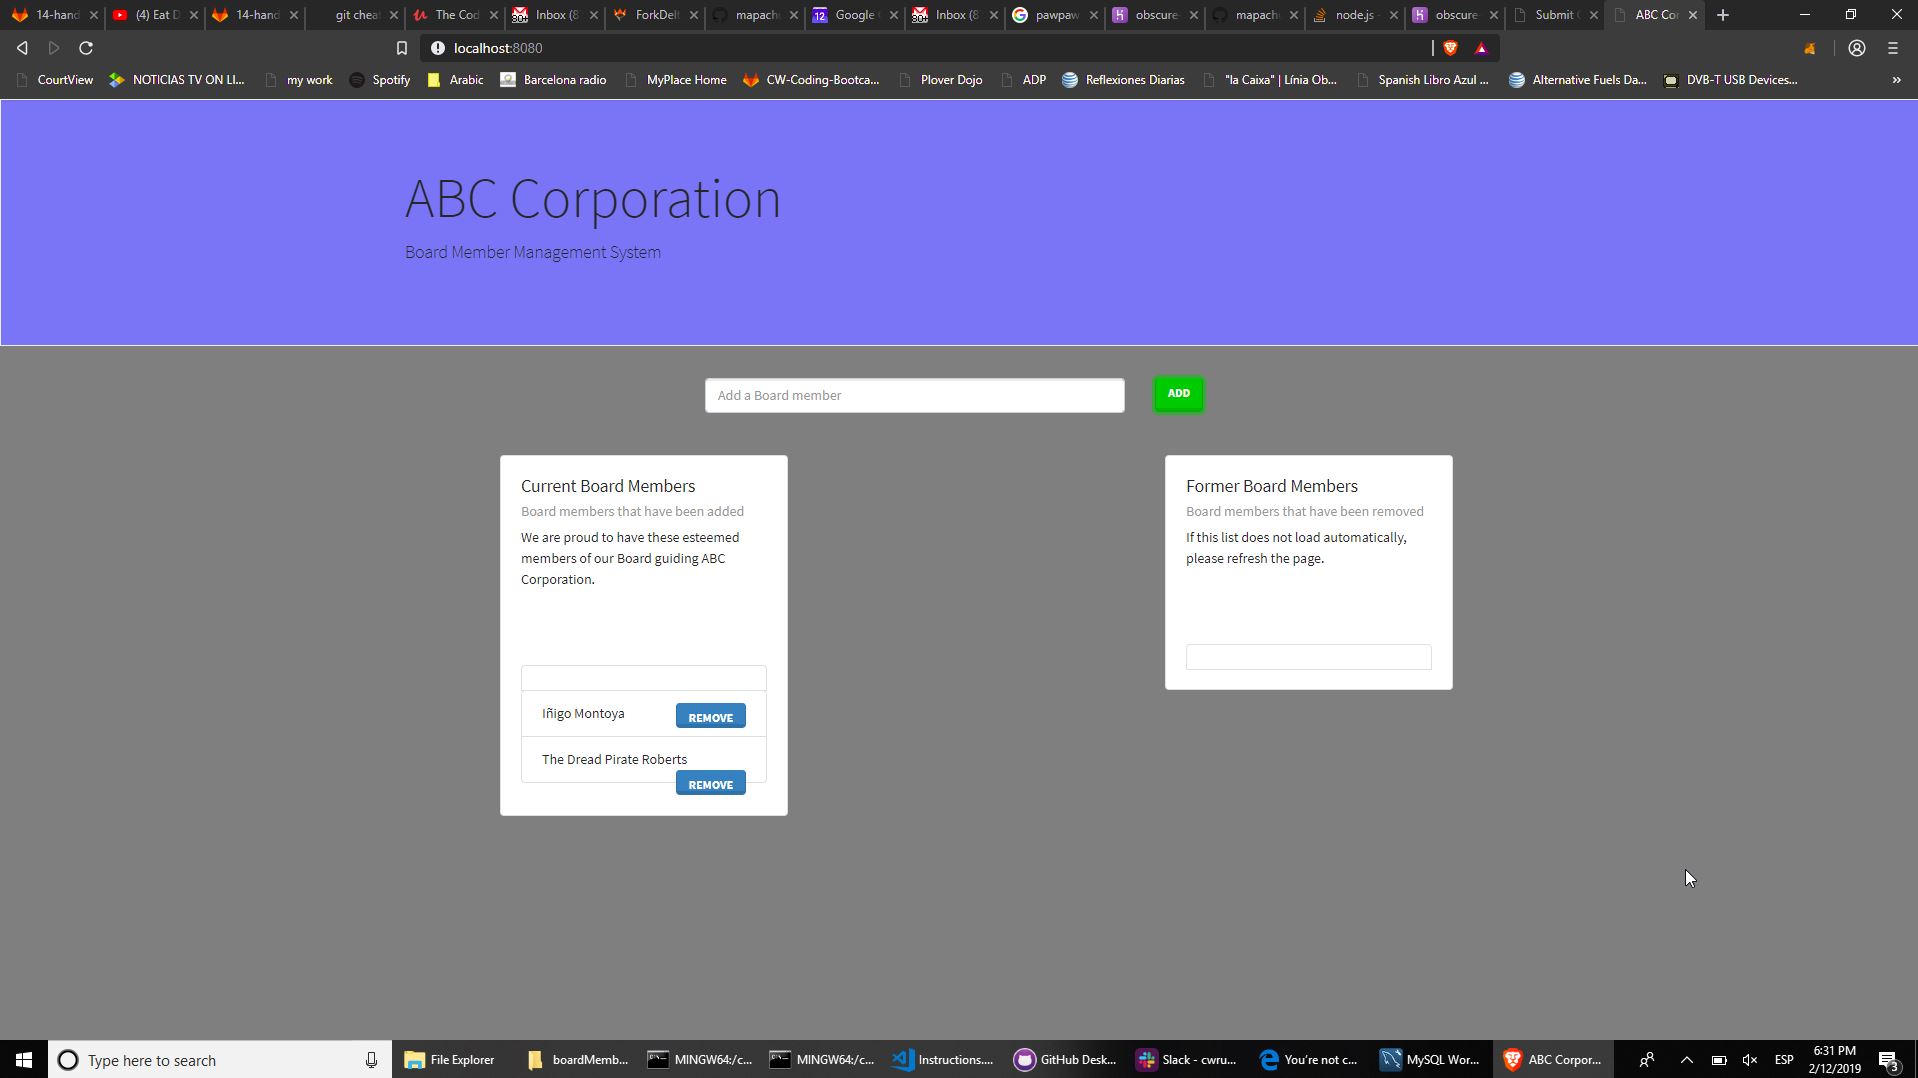 14-hand
(4) Eat D
14-hand
git cheat
The Cod
Inbox (8
ForkDelt
mapach
Google
Inbox (8
pawpaw
obscure-
mapach
node.js -
obscure-
Submit
ABC Cor
localhost:8080
CourtView
NOTICIAS TV ON LI...
my work
Spotify
Arabic
Barcelona radio
MyPlace Home
CW-Coding-Bootca...
Plover Dojo
ADP
Reflexiones Diarias
"la Caixa" | Línia Ob...
Spanish Libro Azul ...
Alternative Fuels Da...
DVB-T USB Devices...
»
ABC Corporation
Board Member Management System
Add a Board member
ADD
Current Board Members
Board members that have been added
We are proud to have these esteemed
members of our Board guiding ABC
Corporation.
Iñigo Montoya
REMOVE
The Dread Pirate Roberts
REMOVE
Former Board Members
Board members that have been removed
If this list does not load automatically,
please refresh the page.
Type here to search
File Explorer
boardMemb...
MINGW64:/c...
MINGW64:/c...
Instructions....
GitHub Desk...
Slack - cwru...
You're not c...
MySQL Wor...
ABC Corpor...
ESP
6:31 PM
2/12/2019
3